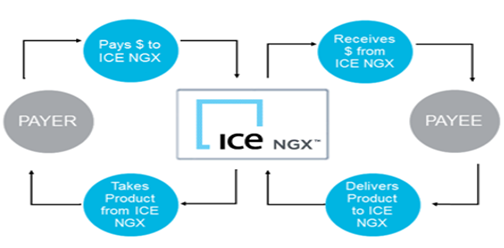 Pays $ to
ICE NGX
Receives
$ from
ICE NGX
PAYER
ice NGX™
PAYEE
Takes
Product
from ICE
NGX
Delivers
Product
to ICE
NGX